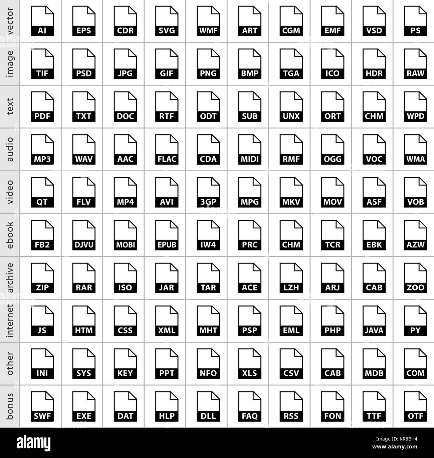 vector AI EPS CDR SVG WMF ART CGM EMF VSD PS
image TIF PSD JPG GIF PNG BMP TGA ICO HDR RAW
text PDF TXT DOC RTF ODT SUB UNX ORT CHM WPD
audio MP3 WAV AAC FLAC CDA MIDI RMF OGG VOC WMA
video QT FLV MP4 AVI 3GP MPG MKV MOV ASF VOB
ebook FB2 DJVU MOBI EPUB IW4 PRC CHM TCR EBK AZW
archive ZIP RAR ISO JAR TAR ACE LZH ARJ CAB ZOO
internet JS HTM CSS XML MHT PSP EML PHP JAVA PY
other INI SYS KEY PPT NFO XLS CSV CAB MDB COM
bonus SWF EXE DAT HLP DLL FAQ RSS FON TTF OTF
alamy
Image ID:
www.alamy.com